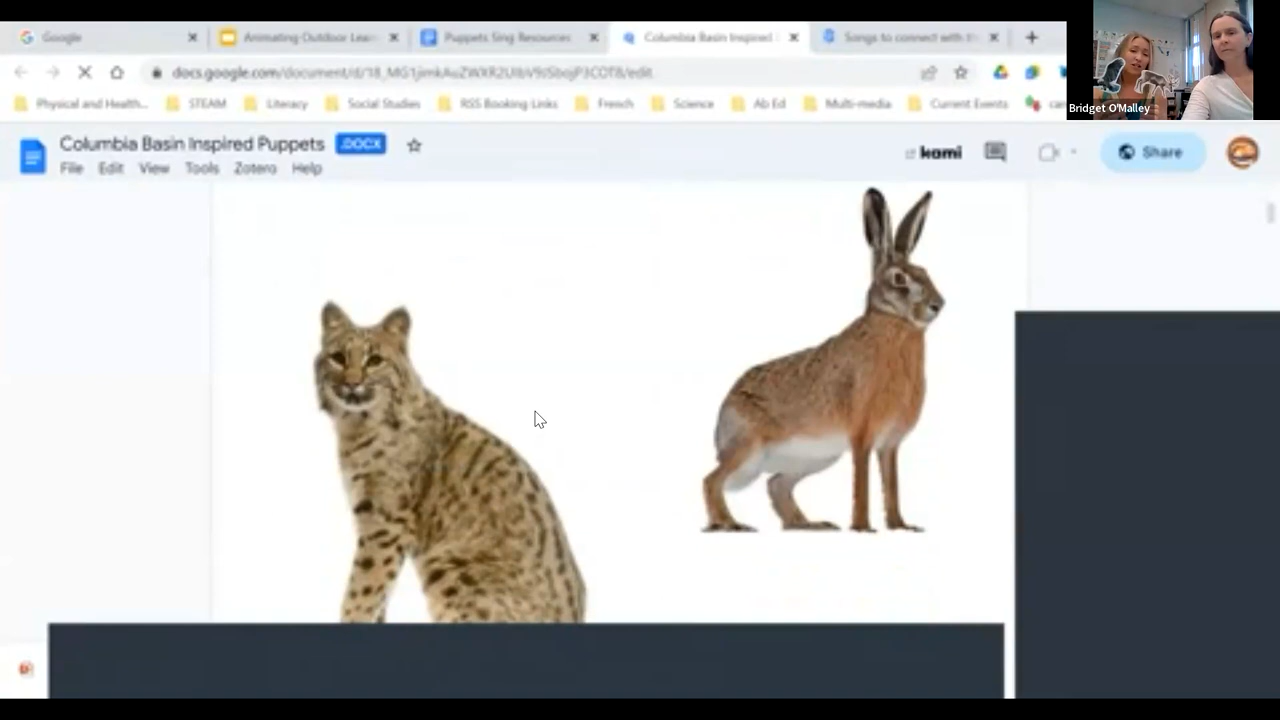 Google
Animating Outdoor Lear
Puppets Sing Resources
Columbia Basin Inspired
Songs to connect with th
Bridget O'Malley
Physical and Health...
STEAM
Literacy
Social Studies
RSS Booking Links
French
Science
Ab Ed
Multi-media
Current Events
Columbia Basin Inspired Puppets
.DOCX
kami
Share
File Edit View Tools Zotero Help